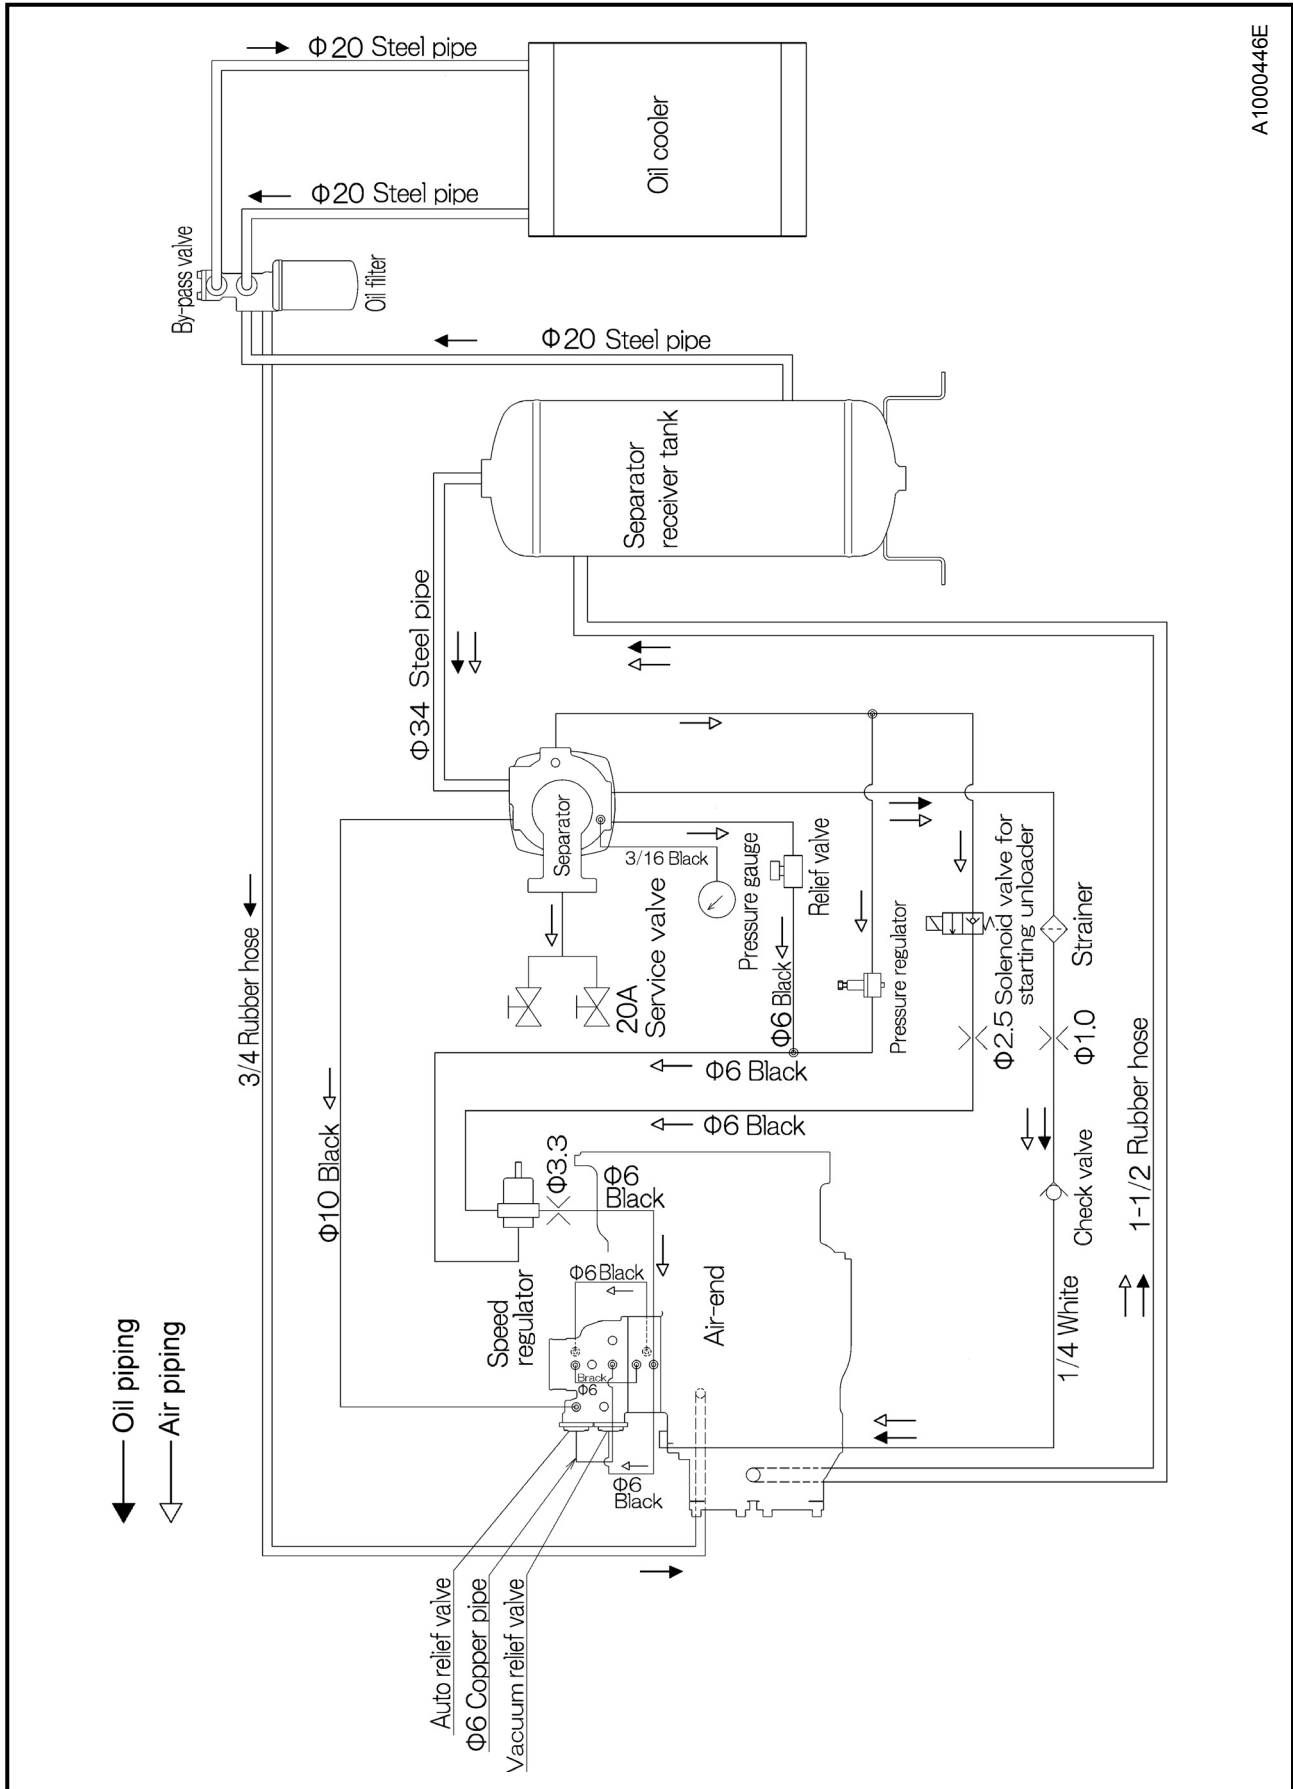 Oil piping
Air piping
Auto relief valve
Φ6 Copper pipe
Vacuum relief valve
3/4 Rubber hose
By-pass valve
Oil filter
Φ20 Steel pipe
Φ20 Steel pipe
Oil cooler
Φ20 Steel pipe
Separator
receiver tank
Φ34 Steel pipe
Φ10 Black
Separator
3/16 Black
20A
Service valve
Pressure gauge
Relief valve
Φ6 Black
Pressure regulator
Φ6 Black
Φ6 Black
Φ2.5 Solenoid valve for
starting unloader
Strainer
Φ1.0
Check valve
1/4 White
1-1/2 Rubber hose
Speed
regulator
Φ3.3
Φ6
Black
Φ6 Black
Brack
Φ6
Φ6
Black
Air-end
A1000446E